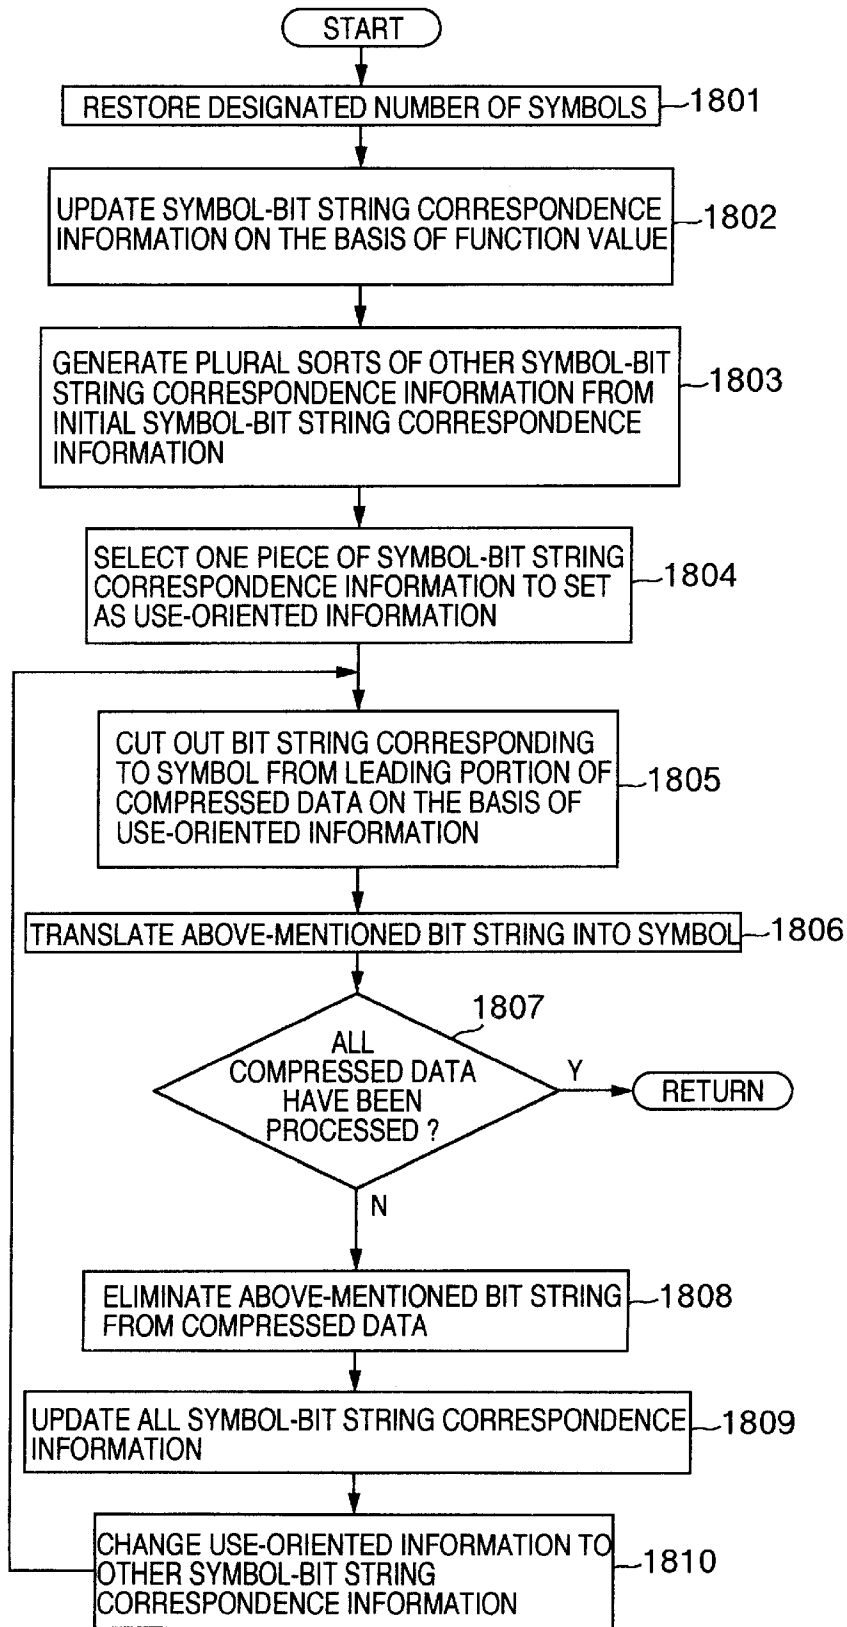 START
RESTORE DESIGNATED NUMBER OF SYMBOLS
1801
UPDATE SYMBOL-BIT STRING CORRESPONDENCE
INFORMATION ON THE BASIS OF FUNCTION VALUE
1802
GENERATE PLURAL SORTS OF OTHER SYMBOL-BIT
STRING CORRESPONDENCE INFORMATION FROM
INITIAL SYMBOL-BIT STRING CORRESPONDENCE
INFORMATION
1803
SELECT ONE PIECE OF SYMBOL-BIT STRING
CORRESPONDENCE INFORMATION TO SET
AS USE-ORIENTED INFORMATION
1804
CUT OUT BIT STRING CORRESPONDING
TO SYMBOL FROM LEADING PORTION OF
COMPRESSED DATA ON THE BASIS OF
USE-ORIENTED INFORMATION
1805
TRANSLATE ABOVE-MENTIONED BIT STRING INTO SYMBOL
1806
1807
ALL
COMPRESSED DATA
HAVE BEEN
PROCESSED ?
Y
RETURN
N
ELIMINATE ABOVE-MENTIONED BIT STRING
FROM COMPRESSED DATA
1808
UPDATE ALL SYMBOL-BIT STRING CORRESPONDENCE
INFORMATION
1809
CHANGE USE-ORIENTED INFORMATION TO
OTHER SYMBOL-BIT STRING
CORRESPONDENCE INFORMATION
1810